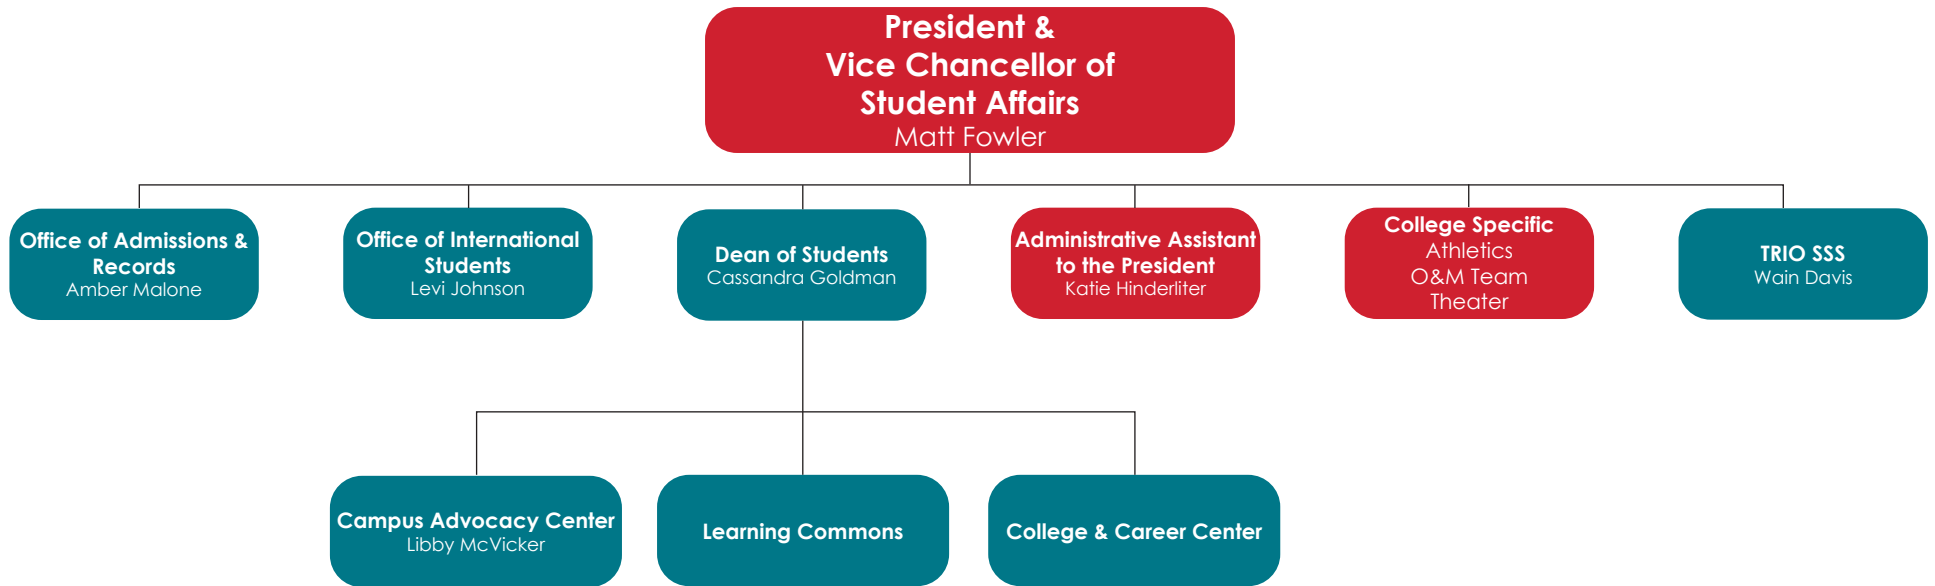 President &
Vice Chancellor of
Student Affairs
Matt Fowler
Office of Admissions &
Records
Amber Malone
Office of International
Students
Levi Johnson
Dean of Students
Cassandra Goldman
Administrative Assistant
to the President
Katie Hinderliter
College Specific
Athletics
O&M Team
Theater
TRIO SSS
Wain Davis
Campus Advocacy Center
Libby McVicker
Learning Commons
College & Career Center